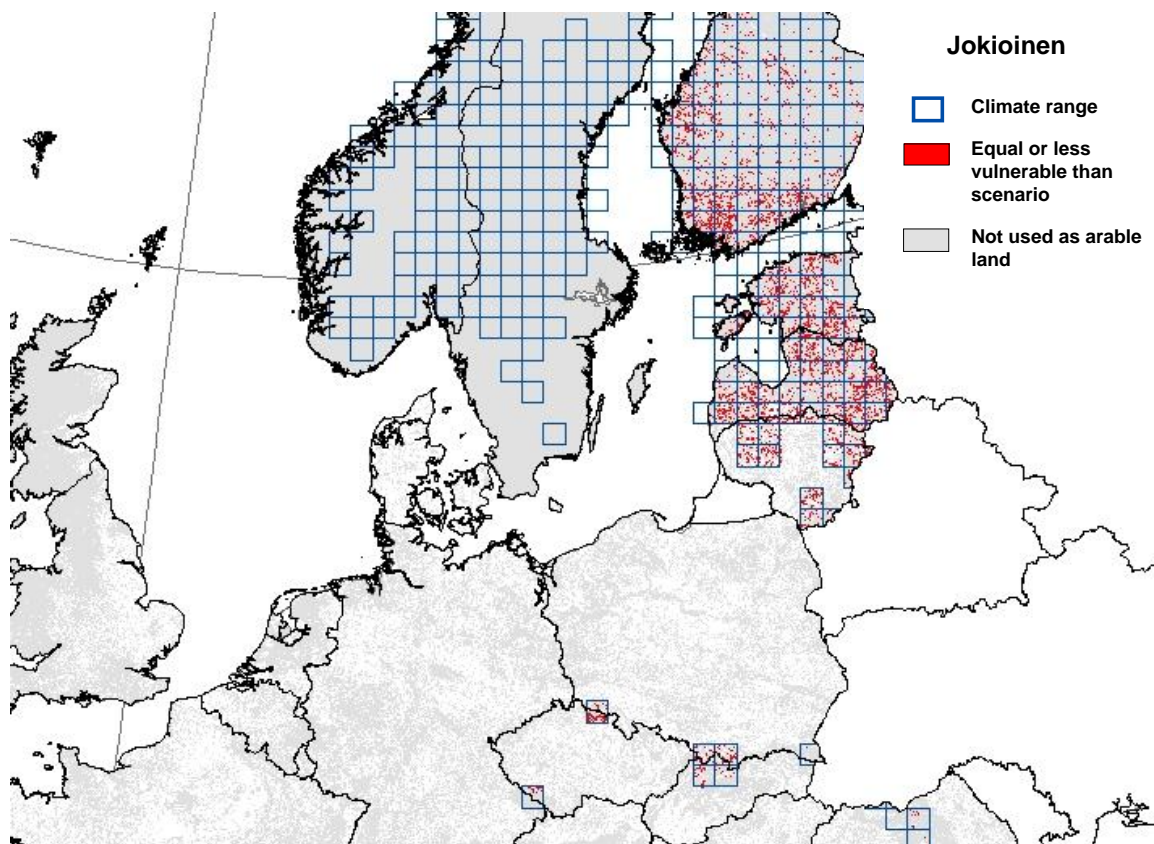 Jokioinen
Climate range
Equal or less
vulnerable than
scenario
Not used as arable
land